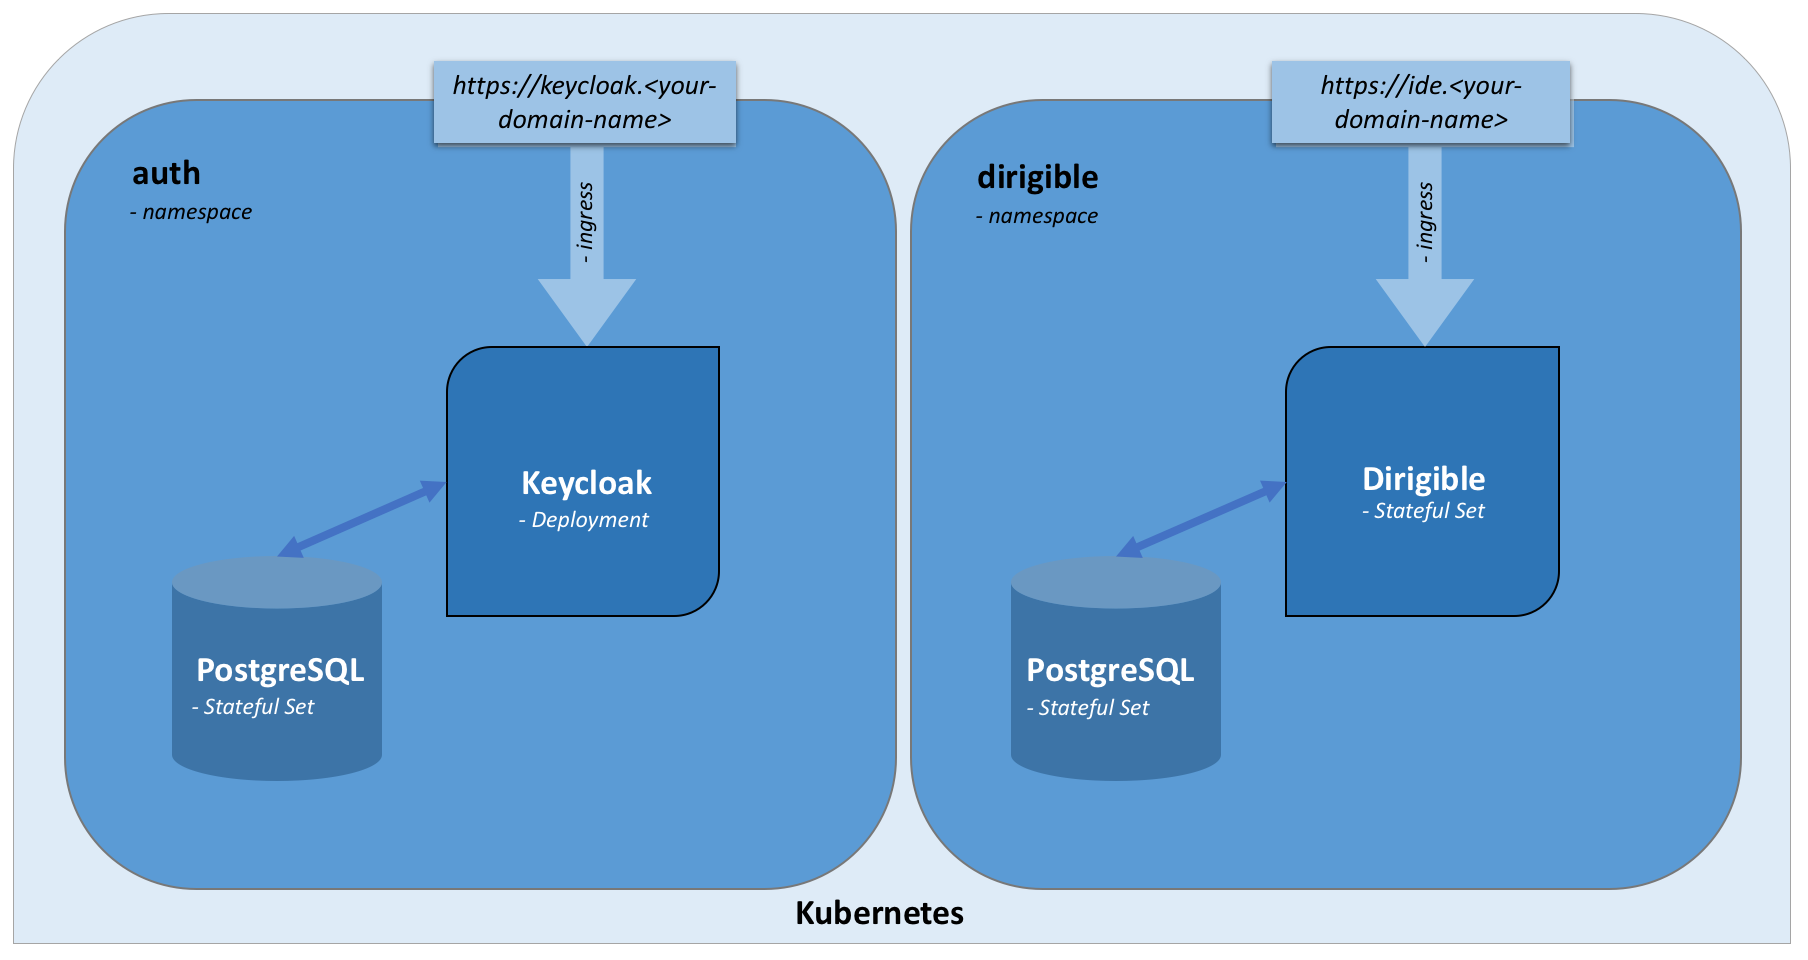 https://keycloak.<your-
domain-name>
auth
- namespace
- ingress
Keycloak
- Deployment
PostgreSQL
- Stateful Set
https://ide.<your-
domain-name>
dirigible
- namespace
- ingress
Dirigible
- Stateful Set
PostgreSQL
- Stateful Set
Kubernetes